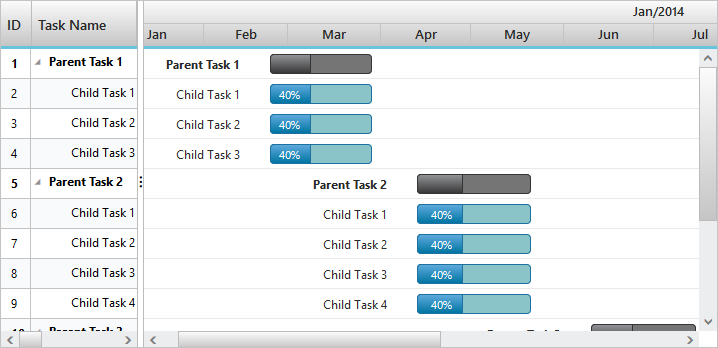 ID Task Name Jan/2014
Jan Feb Mar Apr May Jun Jul
1 Parent Task 1 Parent Task 1
2 Child Task 1 Child Task 1 40%
3 Child Task 2 Child Task 2 40%
4 Child Task 3 Child Task 3 40%
5 Parent Task 2 Parent Task 2
6 Child Task 1 Child Task 1 40%
7 Child Task 2 Child Task 2 40%
8 Child Task 3 Child Task 3 40%
9 Child Task 4 Child Task 4 40%
10 Parent Task 3